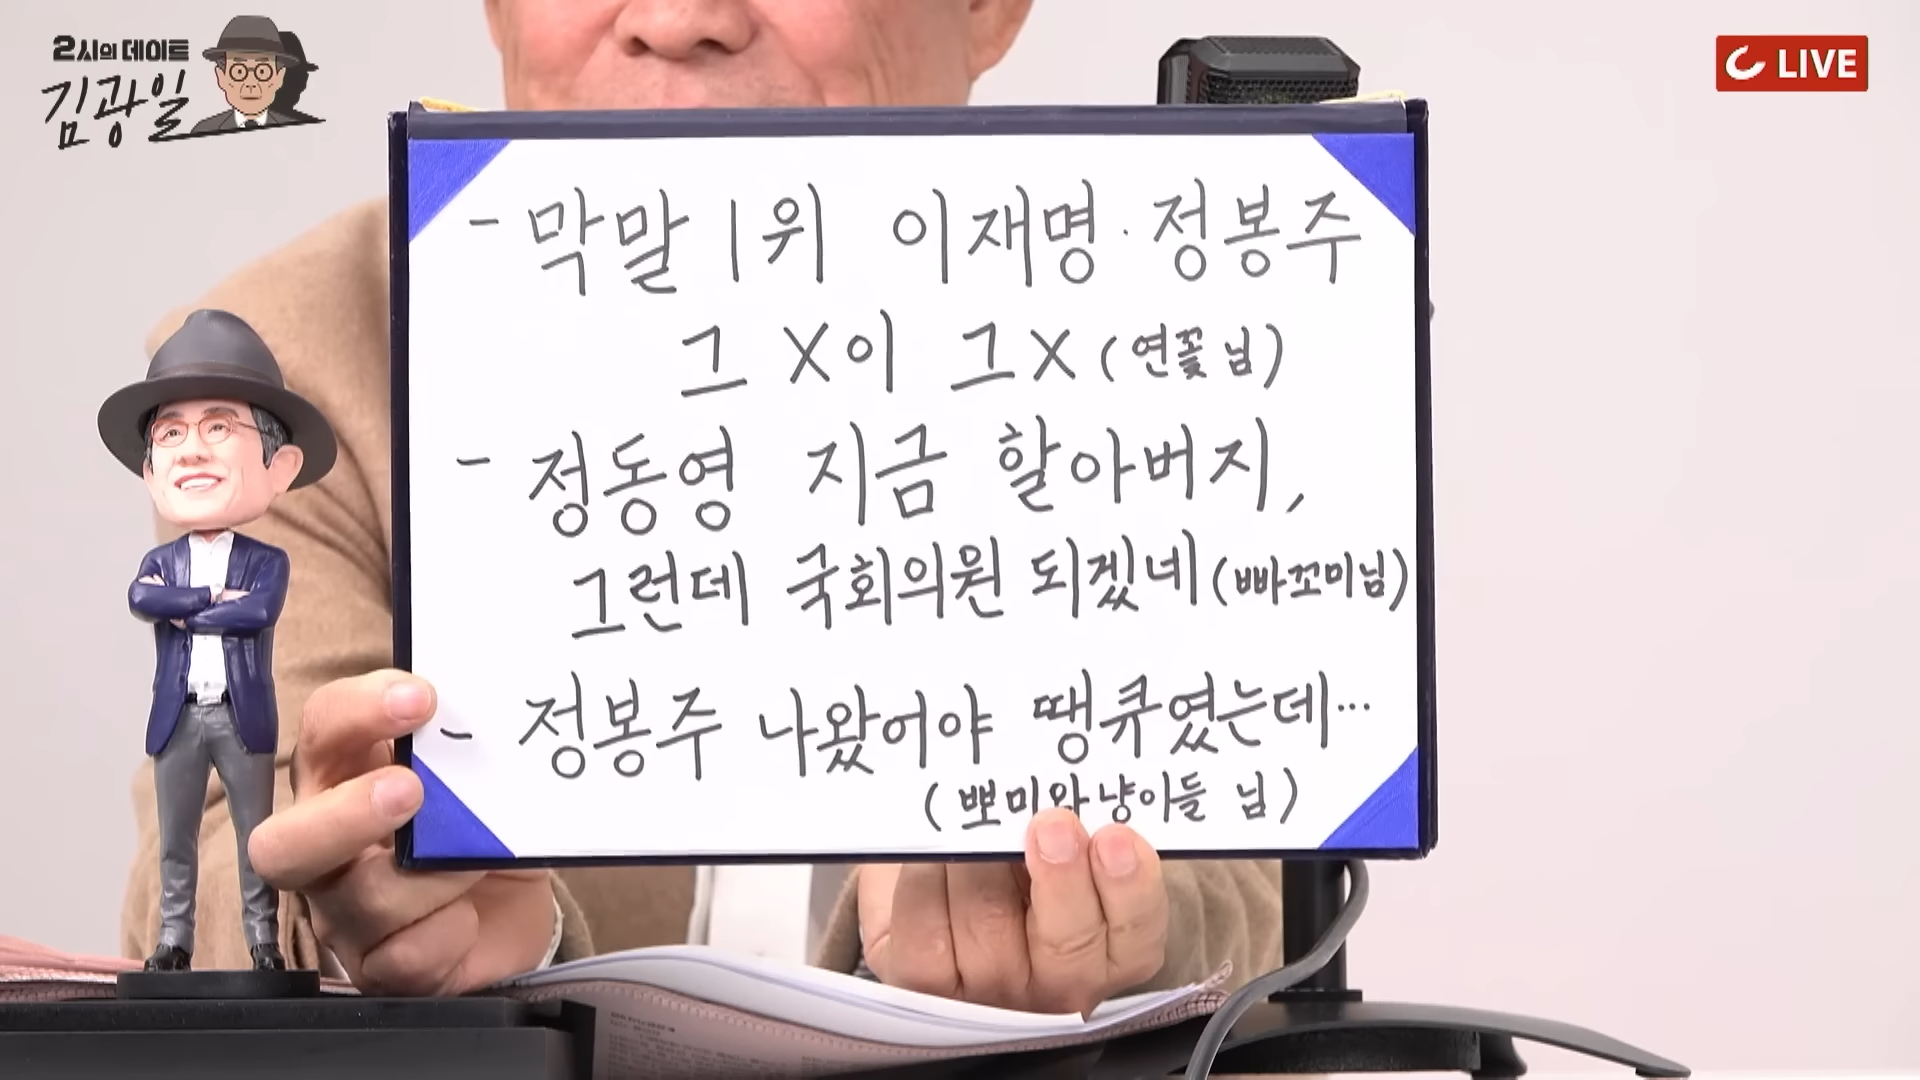 2시의 데이트
김광일
LIVE
- 막말 1위 이재명·정봉주
그 X이 그X (연꽃 님)
- 정동영 지금 할아버지,
그런데 국회의원 되겠네 (빠꼬미님)
- 정봉주 나왔어야 땡큐였는데…
(뽀미와냥이들 님)